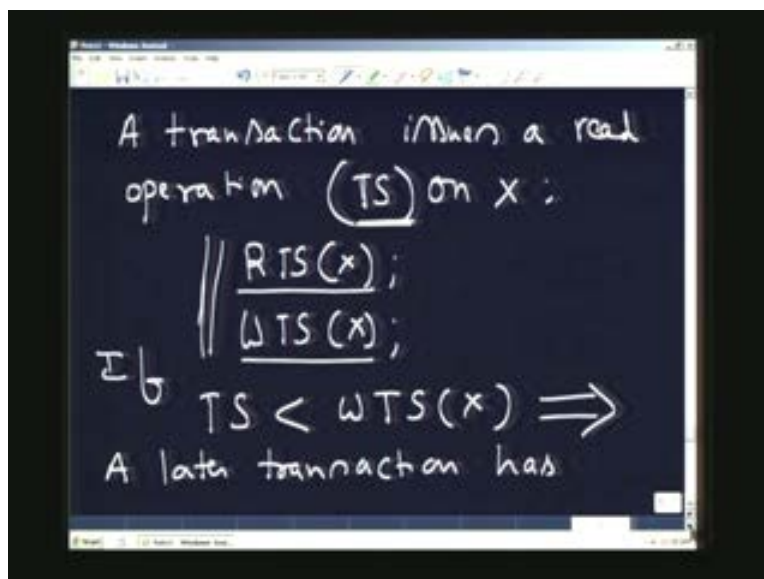 A transaction issues a read
operation (TS) on X :
RTS(X) ;
WTS(X) ;
If
TS < WTS(X) ⇒
A later transaction has